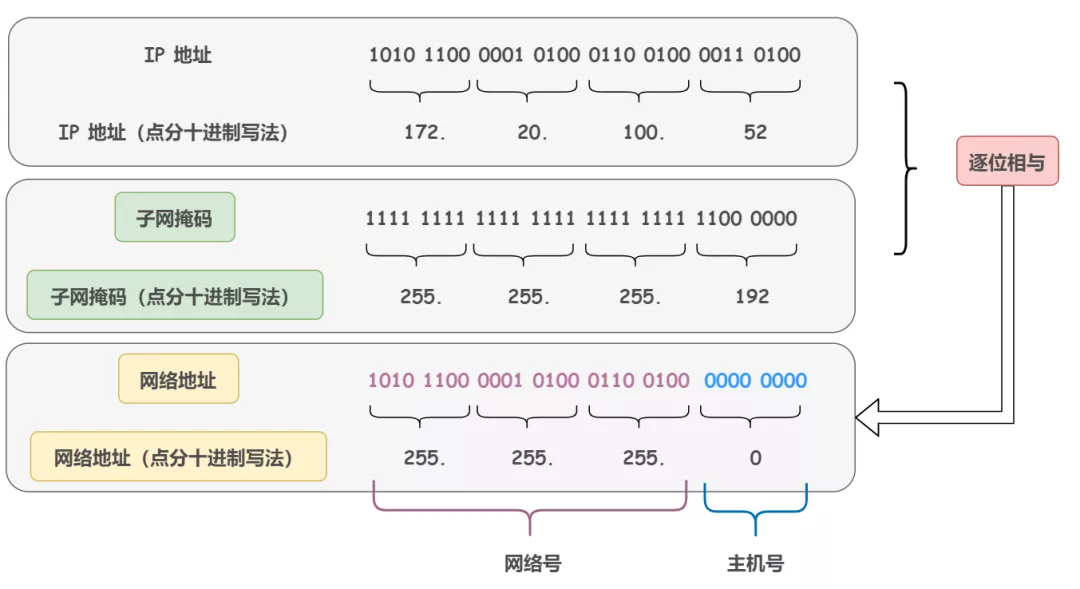 IP 地址 1010 1100 0001 0100 0110 0100 0011 0100
IP 地址（点分十进制写法） 172. 20. 100. 52
逐位相与
子网掩码 1111 1111 1111 1111 1111 1111 1100 0000
子网掩码（点分十进制写法） 255. 255. 255. 192
网络地址 1010 1100 0001 0100 0110 0100 0000 0000
网络地址（点分十进制写法） 255. 255. 255. 0
网络号 主机号